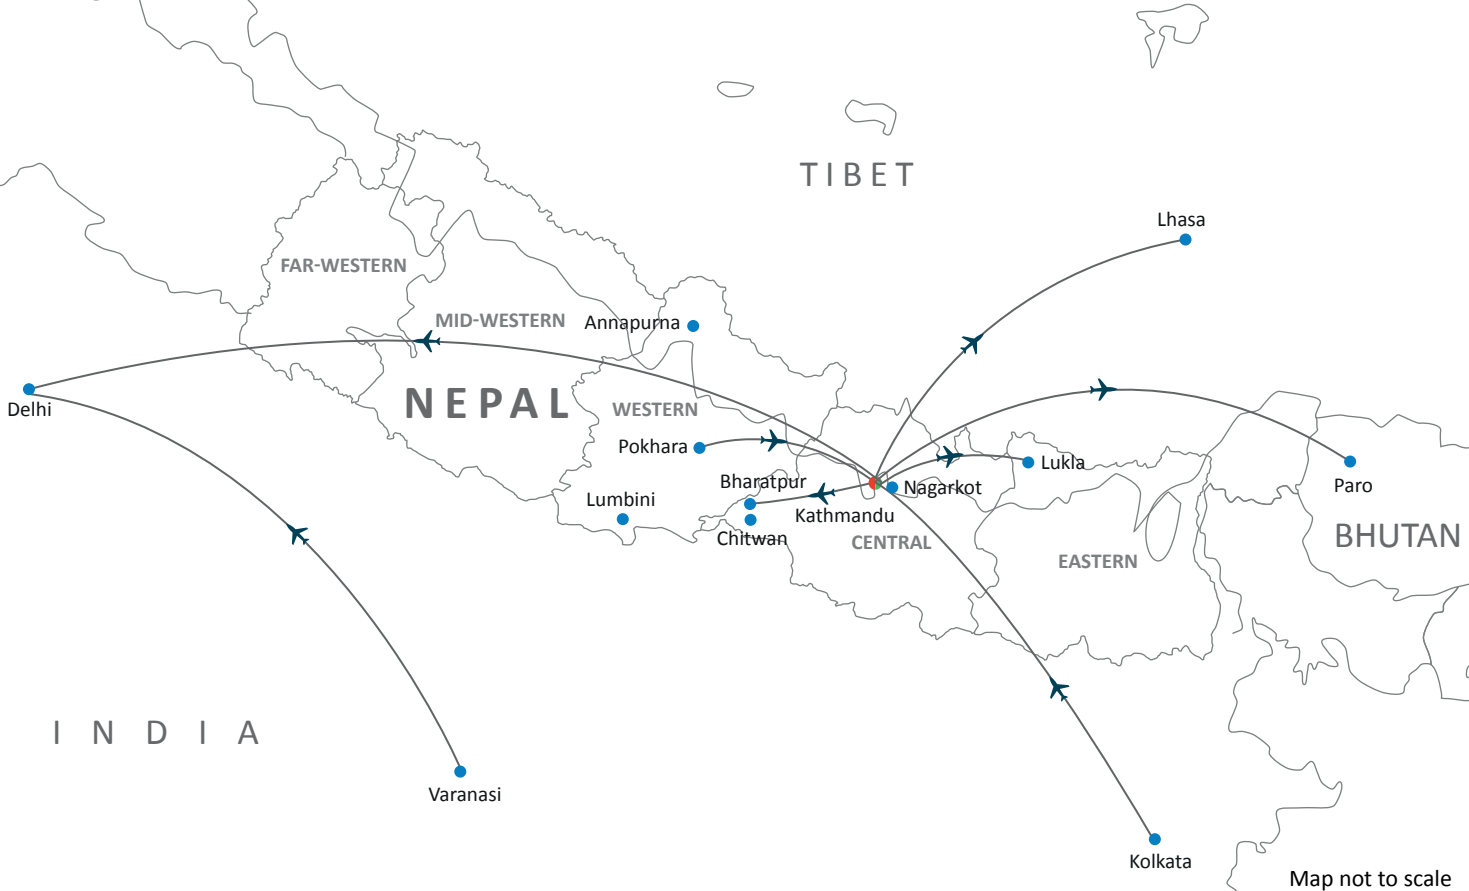 TIBET
Lhasa
FAR-WESTERN
MID-WESTERN
Annapurna
NEPAL
Delhi
WESTERN
Pokhara
Lukla
Bharatpur
Nagarkot
Paro
Lumbini
Kathmandu
Chitwan
CENTRAL
BHUTAN
EASTERN
INDIA
Varanasi
Kolkata
Map not to scale